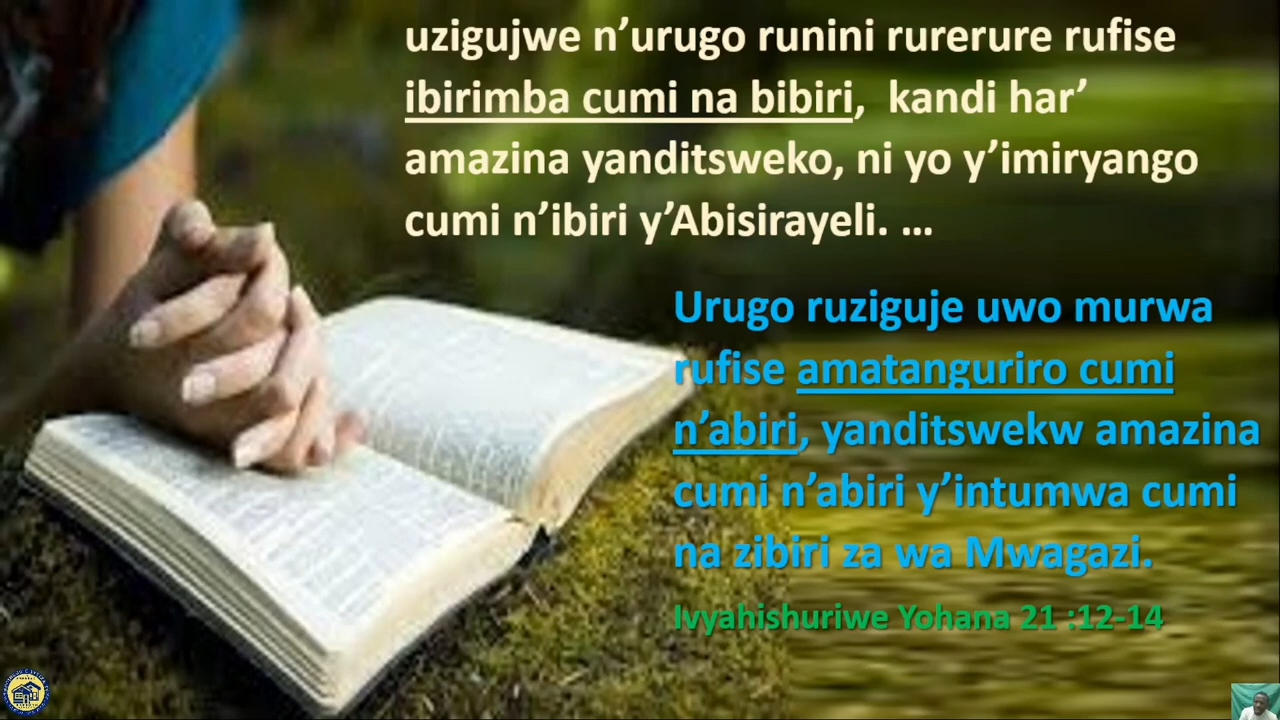 uzigujwe n’urugo runini rurerure rufise
ibirimba cumi na bibiri,  kandi har’
amazina yanditsweko, ni yo y’imiryango
cumi n’ibiri y’Abisirayeli. ...
Urugo ruziguje uwo murwa
rufise amatanguriro cumi
n’abiri, yanditswekw amazina
cumi n’abiri y’intumwa cumi
na zibiri za wa Mwagazi.
Ivyahishuriwe Yohana 21 :12-14